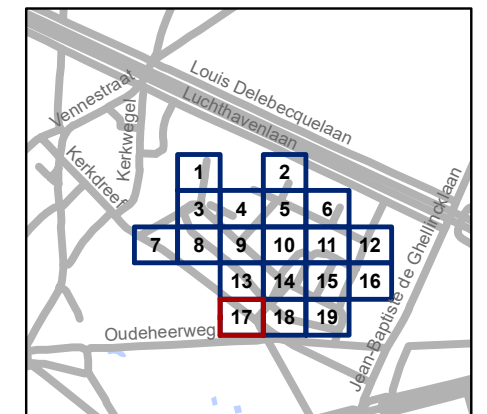 Louis Delebecquelaan
Luchthavenlaan
Vennestraat
Kerkwegel
Kerkdreef
1 2
3 4 5 6
7 8 9 10 11 12
13 14 15 16
17 18 19
Oudeheerweg
Jean-Baptiste de Ghellincklaan